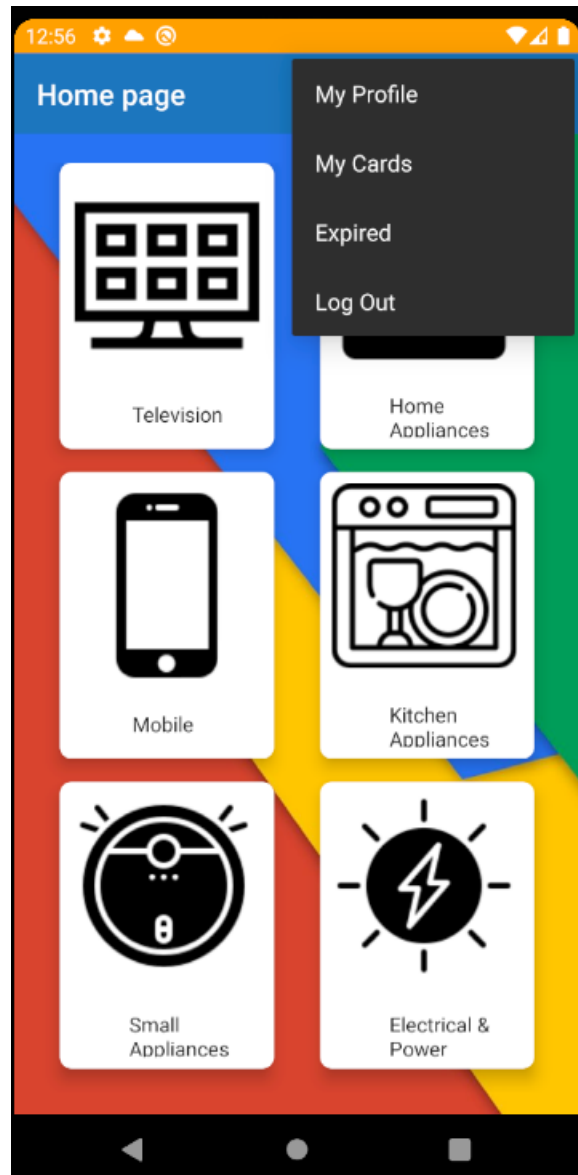 12:56
Home page
My Profile
My Cards
Expired
Log Out
Television
Home
Appliances
Mobile
Kitchen
Appliances
Small
Appliances
Electrical &
Power